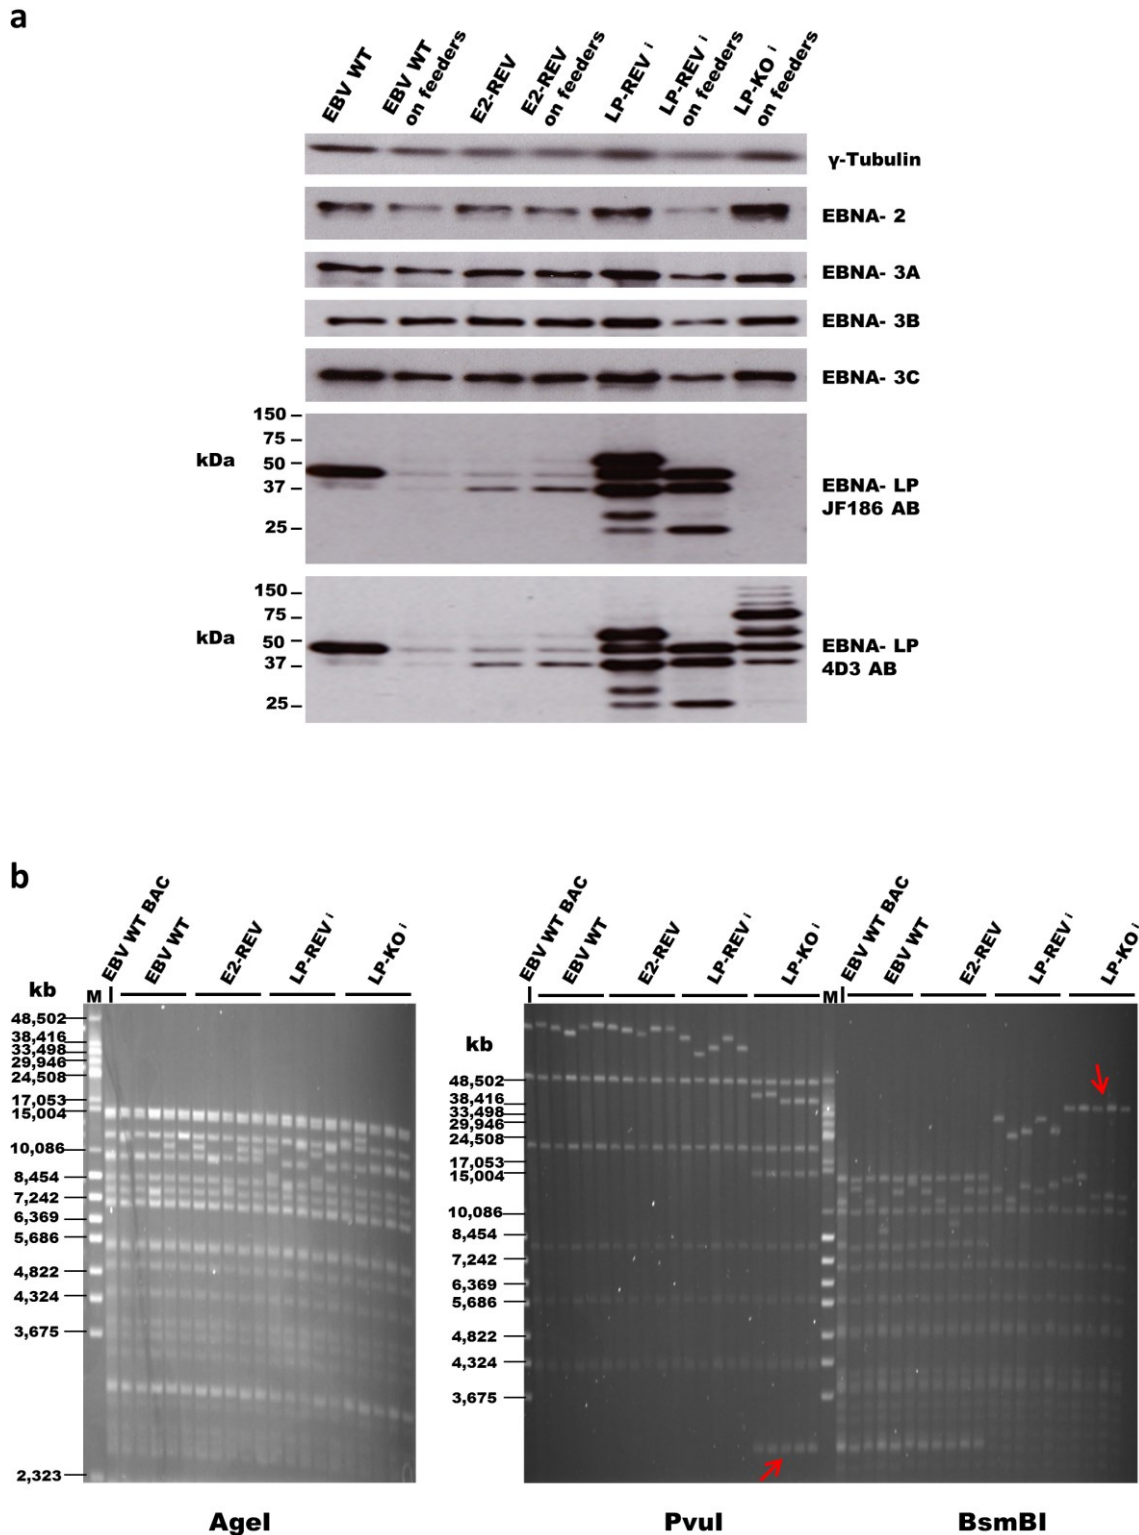 a
EBV WT
EBV WT
on feeders
E2-REV
E2-REV
on feeders
LP-REV i
LP-REV i
on feeders
LP-KO i
on feeders
γ-Tubulin
EBNA- 2
EBNA- 3A
EBNA- 3B
EBNA- 3C
150
75
50
37
25
kDa
EBNA- LP
JF186 AB
150
75
50
37
25
kDa
EBNA- LP
4D3 AB
b
EBV WT BAC
EBV WT
E2-REV
LP-REV i
LP-KO i
kb
M
48,502
38,416
33,498
29,946
24,508
17,053
15,004
10,086
8,454
7,242
6,369
5,686
4,822
4,324
3,675
2,323
AgeI
EBV WT BAC
EBV WT
E2-REV
LP-REV i
LP-KO i
M
EBV WT BAC
EBV WT
E2-REV
LP-REV i
LP-KO i
kb
48,502
38,416
33,498
29,946
24,508
17,053
15,004
10,086
8,454
7,242
6,369
5,686
4,822
4,324
3,675
PvuI
BsmBI